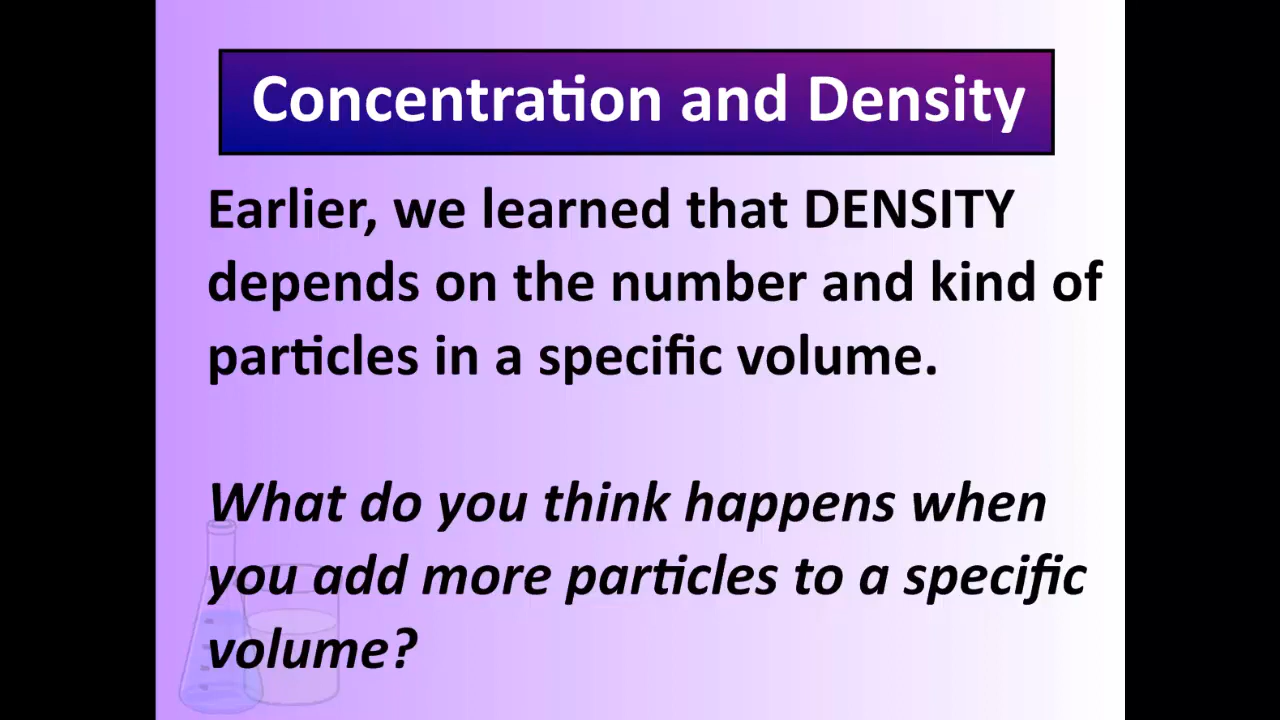 Concentration and Density
Earlier, we learned that DENSITY
depends on the number and kind of
particles in a specific volume.
What do you think happens when
you add more particles to a specific
volume?